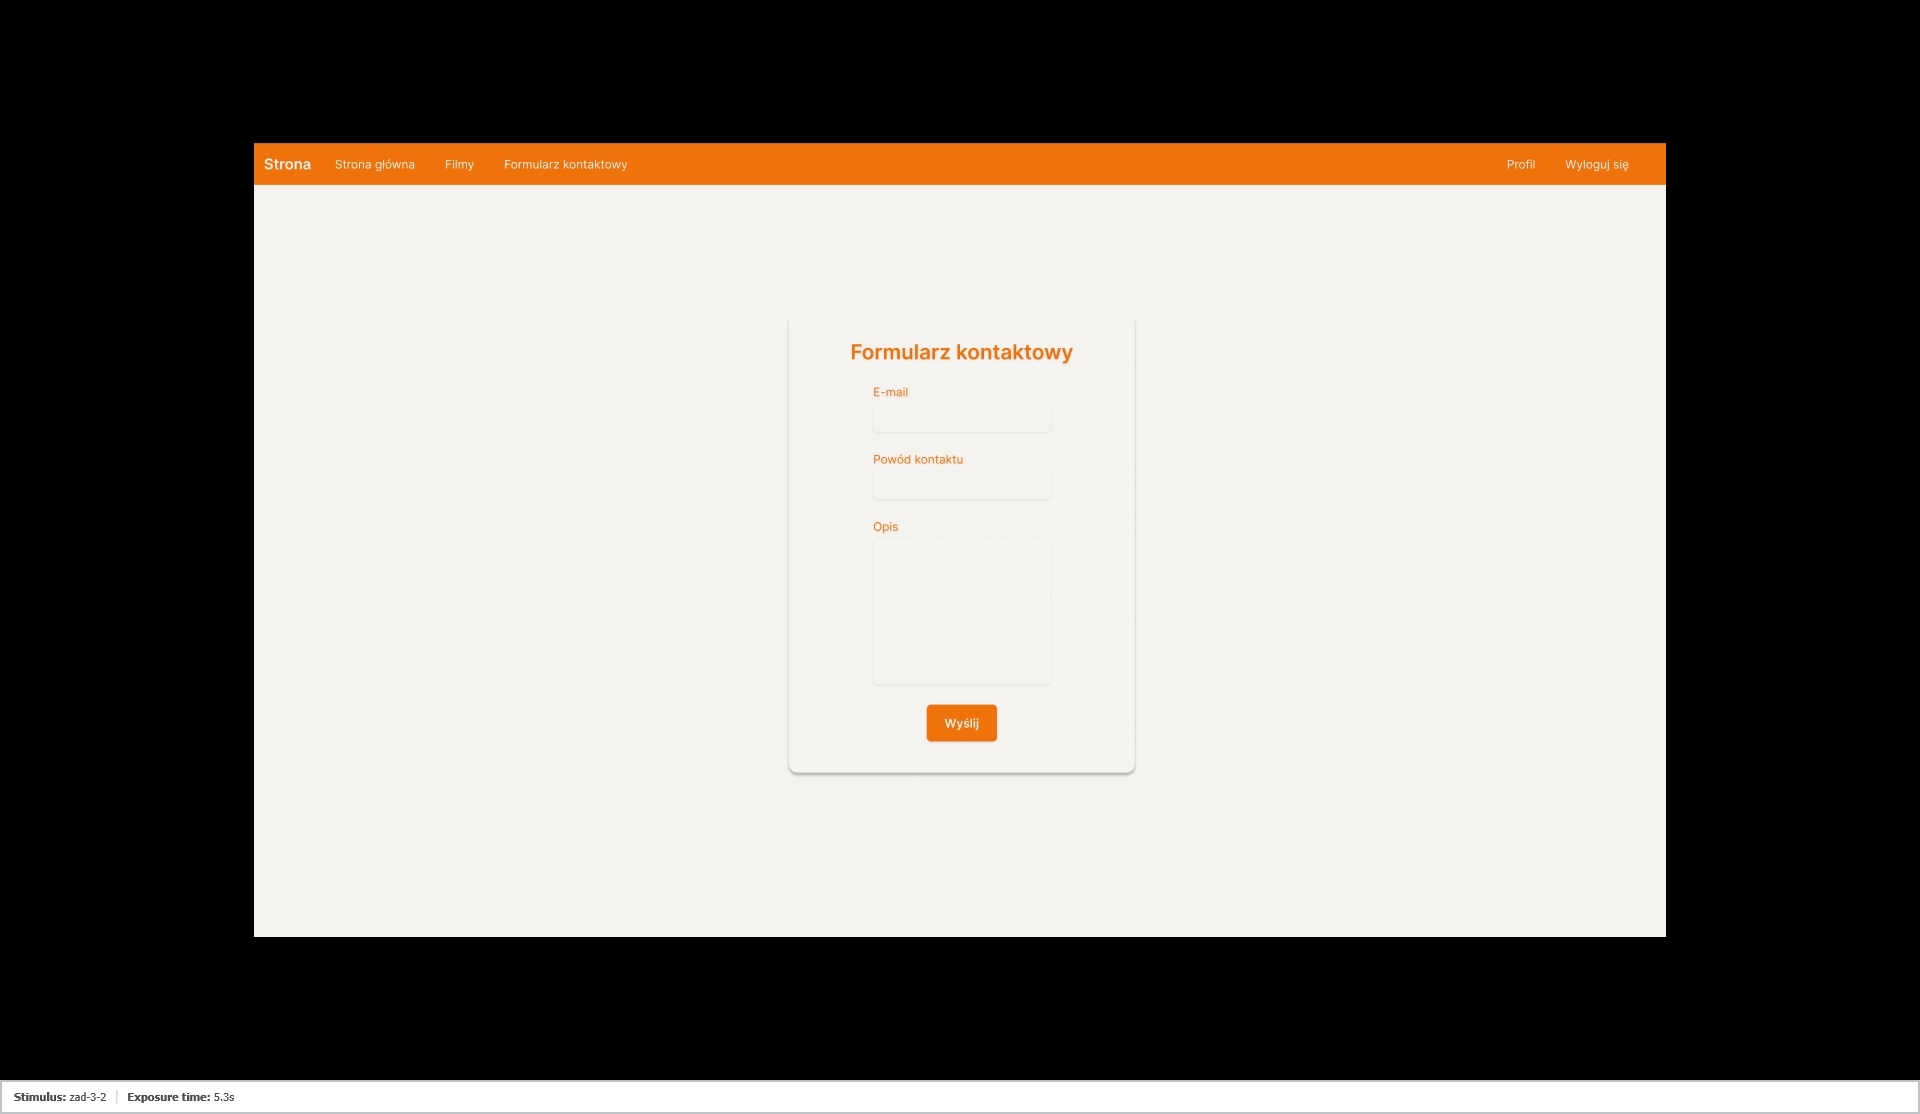 Strona Strona główna Filmy Formularz kontaktowy Profil Wyloguj się
Formularz kontaktowy
E-mail
Powód kontaktu
Opis
Wyślij
Stimulus: zad-3-2 | Exposure time: 5.3s